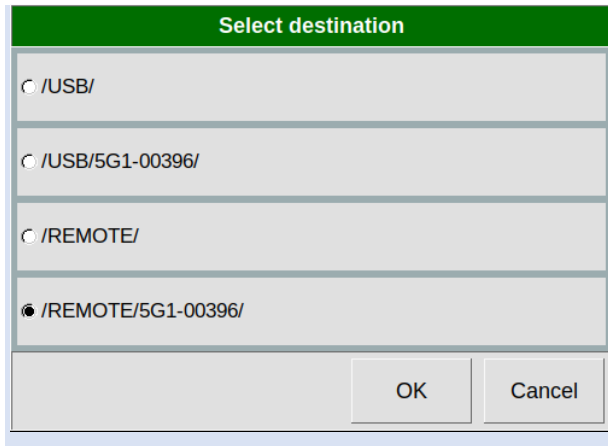 Select destination
/USB/
/USB/5G1-00396/
/REMOTE/
/REMOTE/5G1-00396/
OK Cancel